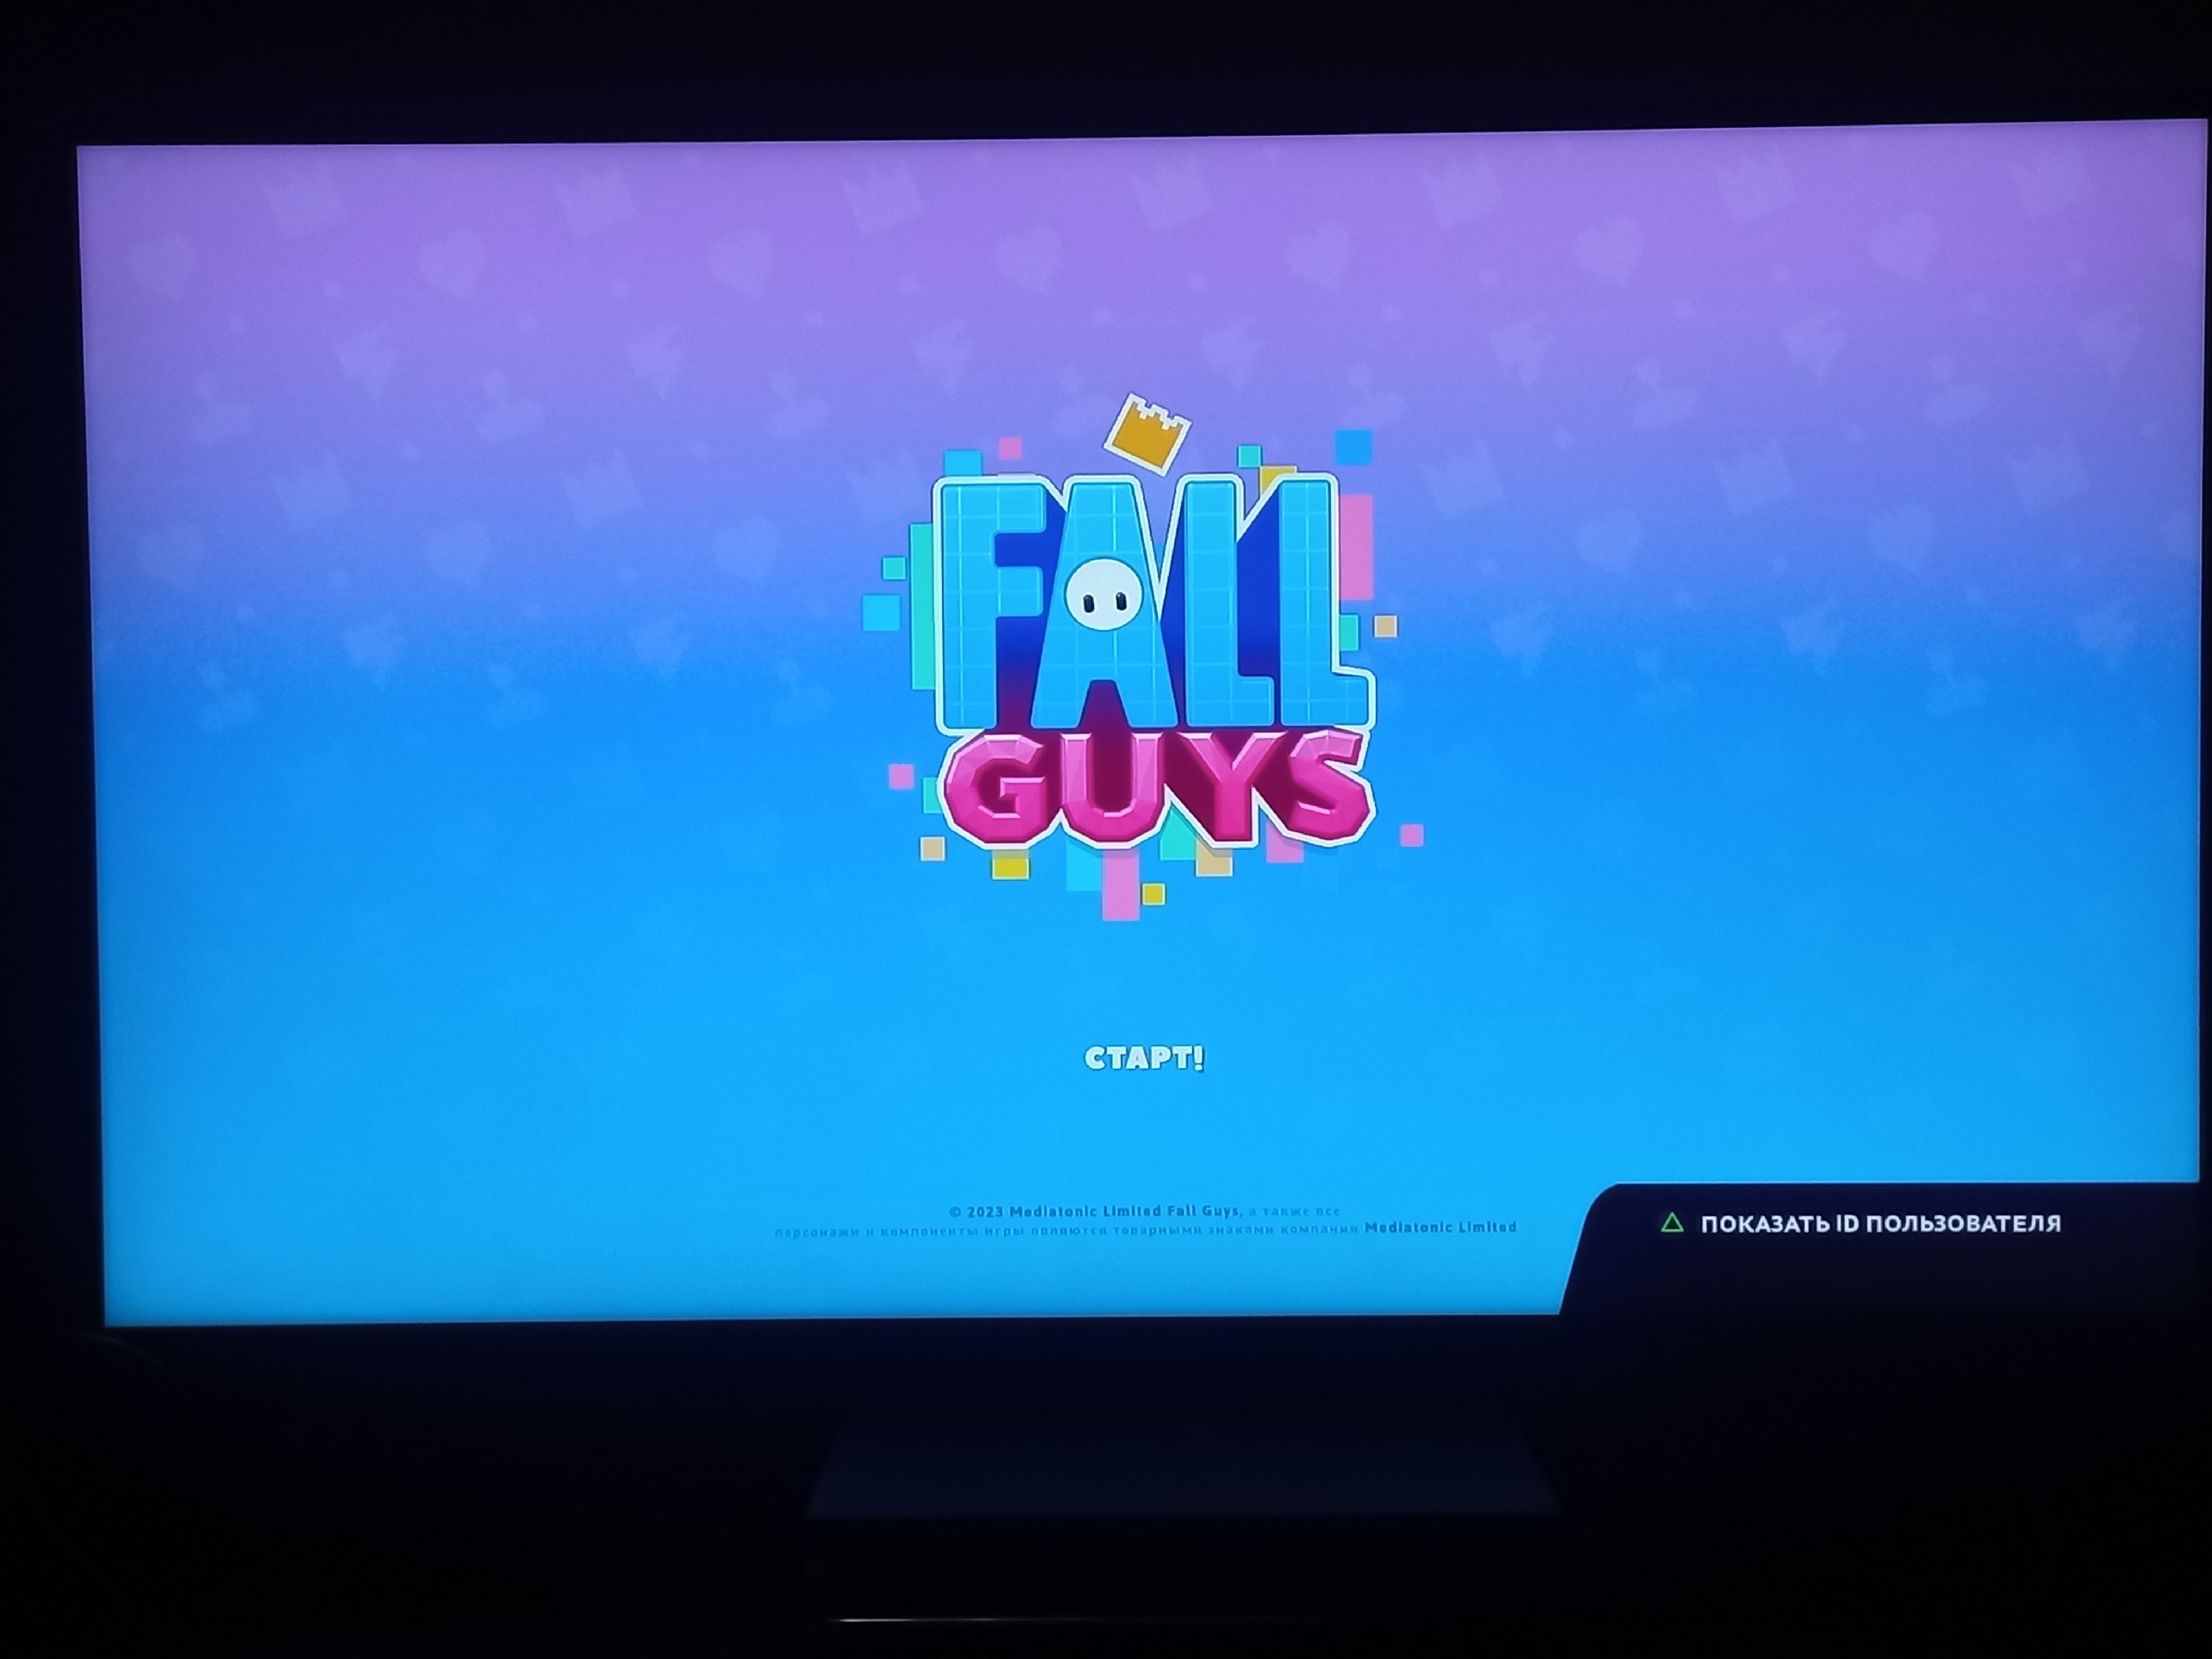 FALL
GUYS
СТАРТ!
© 2023 Mediatonic Limited Fall Guys, а также все
персонажи и компоненты игры являются товарными знаками компании Mediatonic Limited
△ ПОКАЗАТЬ ID ПОЛЬЗОВАТЕЛЯ